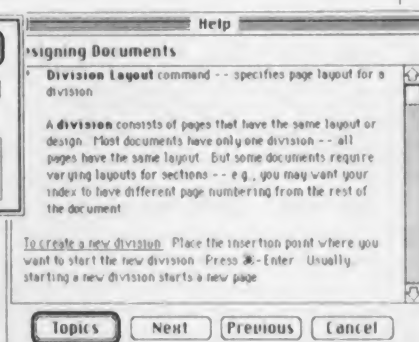 Help
signing Documents
Division Layout command -- specifies page layout for a
division
A division consists of pages that have the same layout or
design. Most documents have only one division -- all
pages have the same layout. But some documents require
varying layouts for sections -- e.g., you may want your
index to have different page numbering from the rest of
the document
To create a new division Place the insertion point where you
want to start the new division Press ⌘-Enter Usually
starting a new division starts a new page
Topics Next Previous Cancel